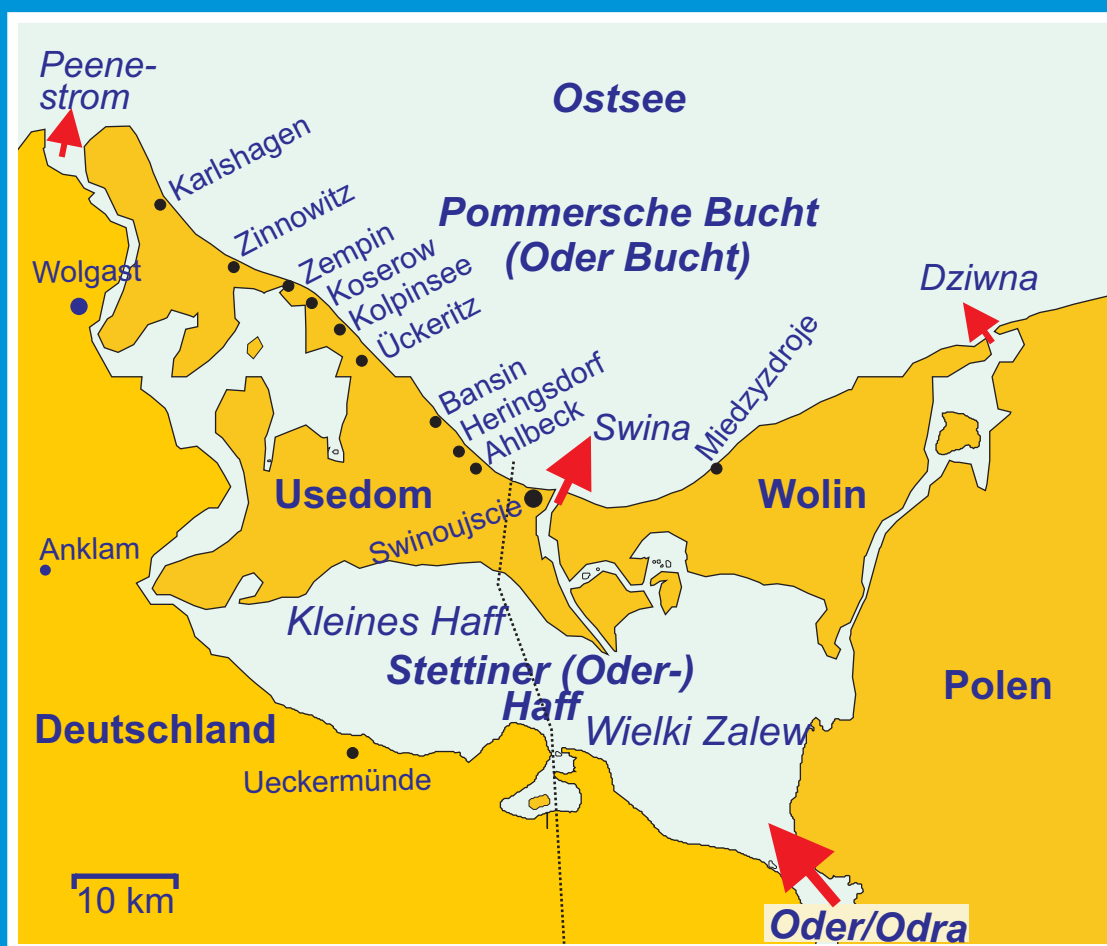 Peene-
strom
Ostsee
Karlshagen
Zinnowitz
Pommersche Bucht
(Oder Bucht)
Zempin
Koserow
Kolpinsee
Ückeritz
Wolgast
Dziwna
Bansin
Heringsdorf
Ahlbeck
Swina
Miedzyzdroje
Usedom
Wolin
Swinoujscie
Anklam
Kleines Haff
Stettiner (Oder-)
Haff
Polen
Deutschland
Wielki Zalew
Ueckermünde
10 km
Oder/Odra